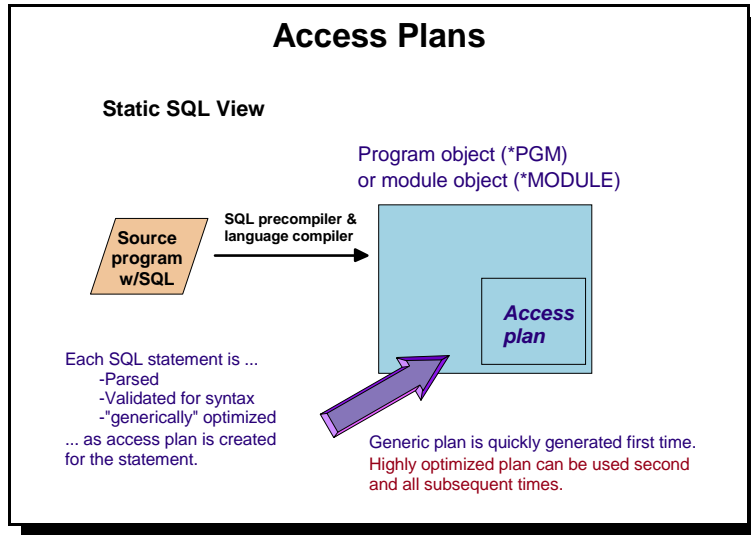 Access Plans
Static SQL View
Program object (*PGM)
or module object (*MODULE)
SQL precompiler &
language compiler
Source
program
w/SQL
Access
plan
Each SQL statement is ...
-Parsed
-Validated for syntax
-"generically" optimized
... as access plan is created
for the statement.
Generic plan is quickly generated first time.
Highly optimized plan can be used second
and all subsequent times.